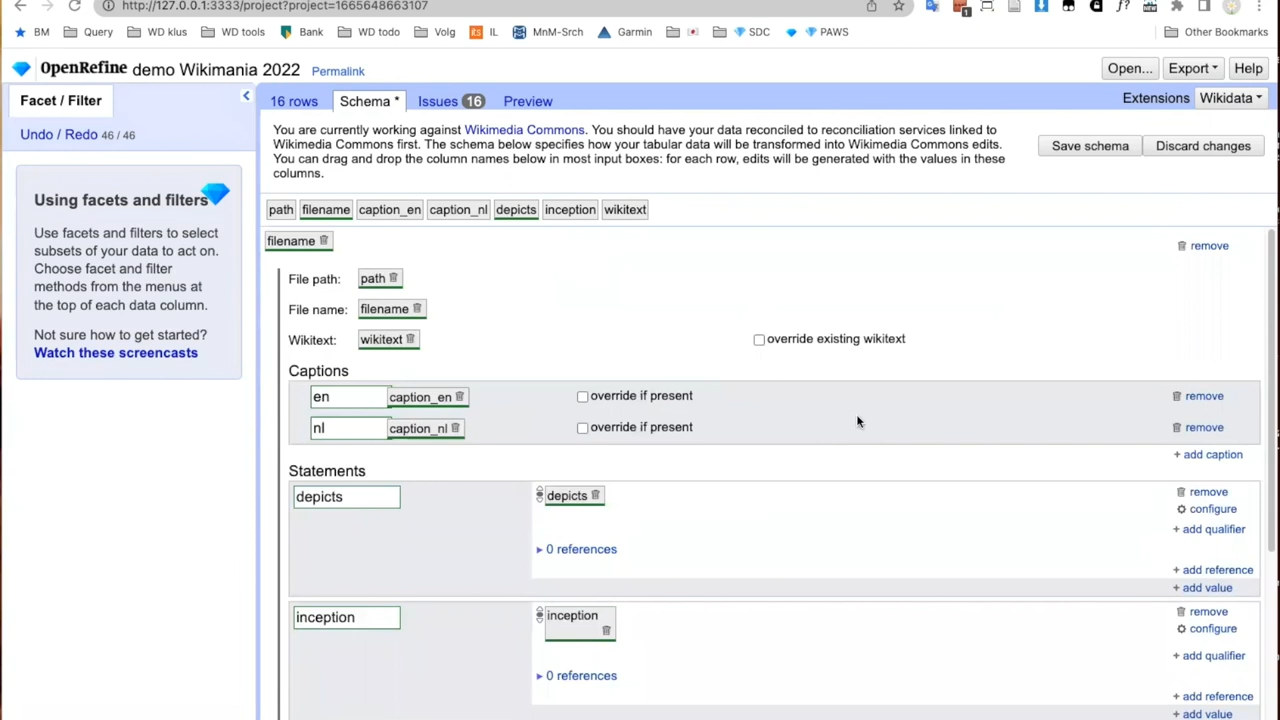 http://127.0.0.1:3333/project?project=1665648663107
BM Query WD klus WD tools Bank WD todo Volg IL MnM-Srch Garmin SDC PAWS Other Bookmarks
OpenRefine demo Wikimania 2022 Permalink Open... Export Help
Facet / Filter 16 rows Schema * Issues 16 Preview Extensions Wikidata
Undo / Redo 46 / 46
Using facets and filters
Use facets and filters to select
subsets of your data to act on.
Choose facet and filter
methods from the menus at
the top of each data column.
Not sure how to get started?
Watch these screencasts
You are currently working against Wikimedia Commons. You should have your data reconciled to reconciliation services linked to
Wikimedia Commons first. The schema below specifies how your tabular data will be transformed into Wikimedia Commons edits.
You can drag and drop the column names below in most input boxes: for each row, edits will be generated with the values in these
columns.
Save schema Discard changes
path filename caption_en caption_nl depicts inception wikitext
filename remove
File path: path
File name: filename
Wikitext: wikitext override existing wikitext
Captions
en caption_en override if present remove
nl caption_nl override if present remove
+ add caption
Statements
depicts depicts remove
configure
+ add qualifier
0 references
+ add reference
+ add value
inception inception remove
configure
+ add qualifier
0 references
+ add reference
+ add value